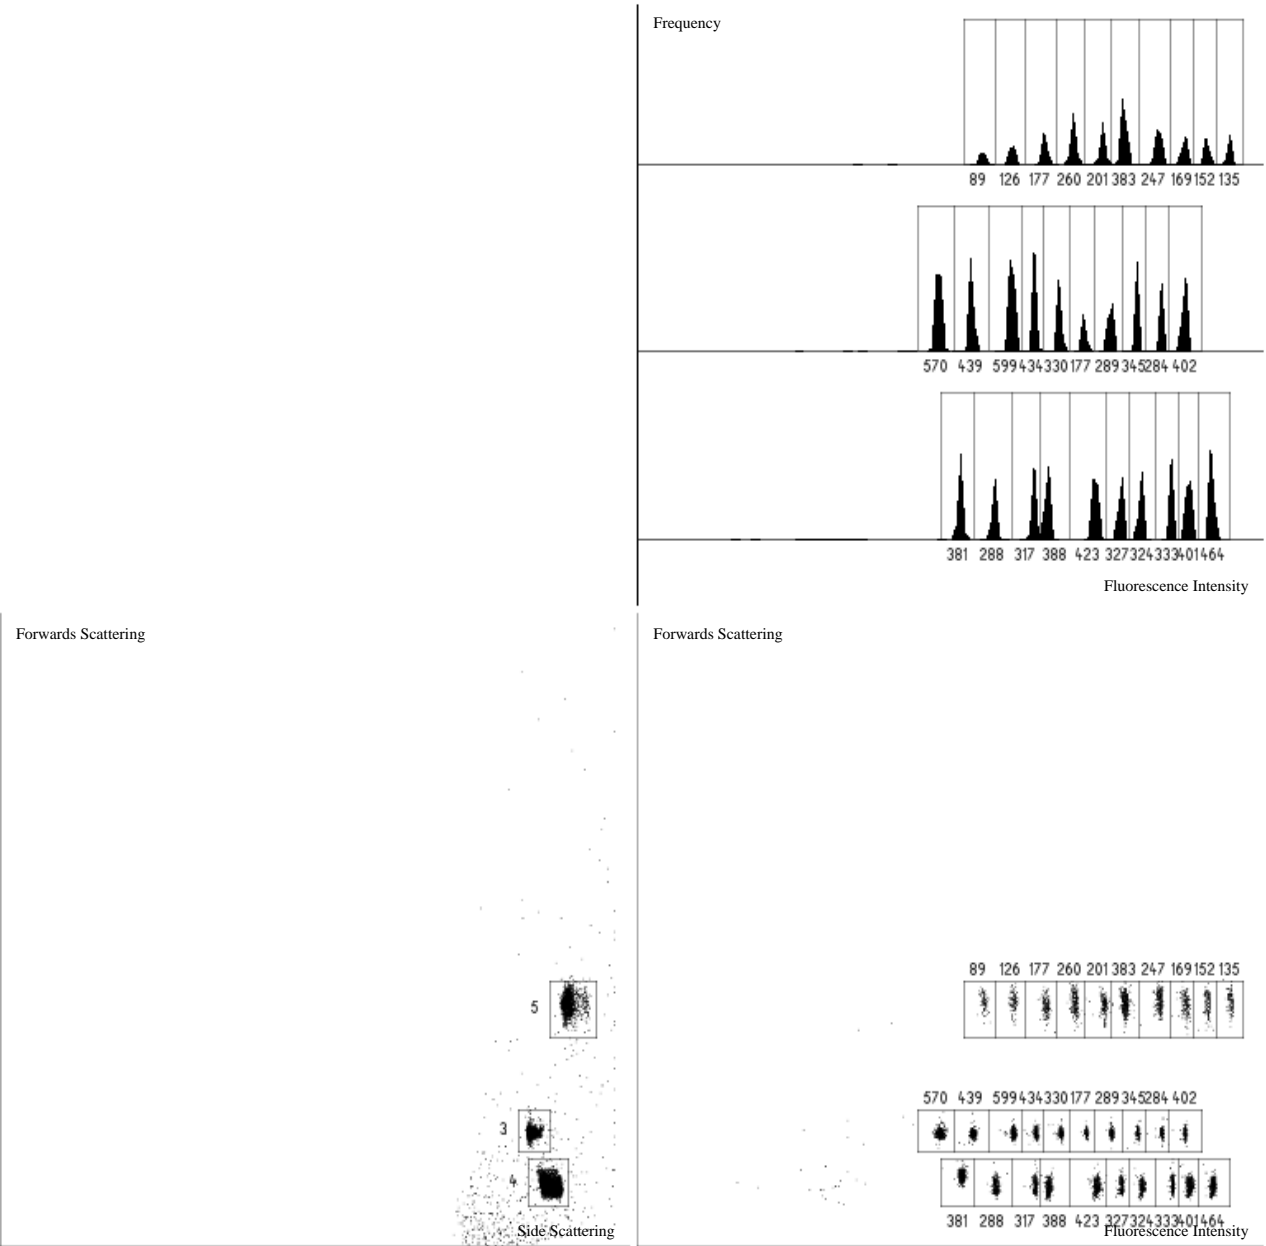 Frequency
89 126 177 260 201 383 247 169 152 135
570 439 599 434 330 177 289 345 284 402
381 288 317 388 423 327 324 333 401 464
Fluorescence Intensity
Forwards Scattering
5
3
4
Side Scattering
Forwards Scattering
89 126 177 260 201 383 247 169 152 135
570 439 599 434 330 177 289 345 284 402
381 288 317 388 423 327 324 333 401 464
Fluorescence Intensity